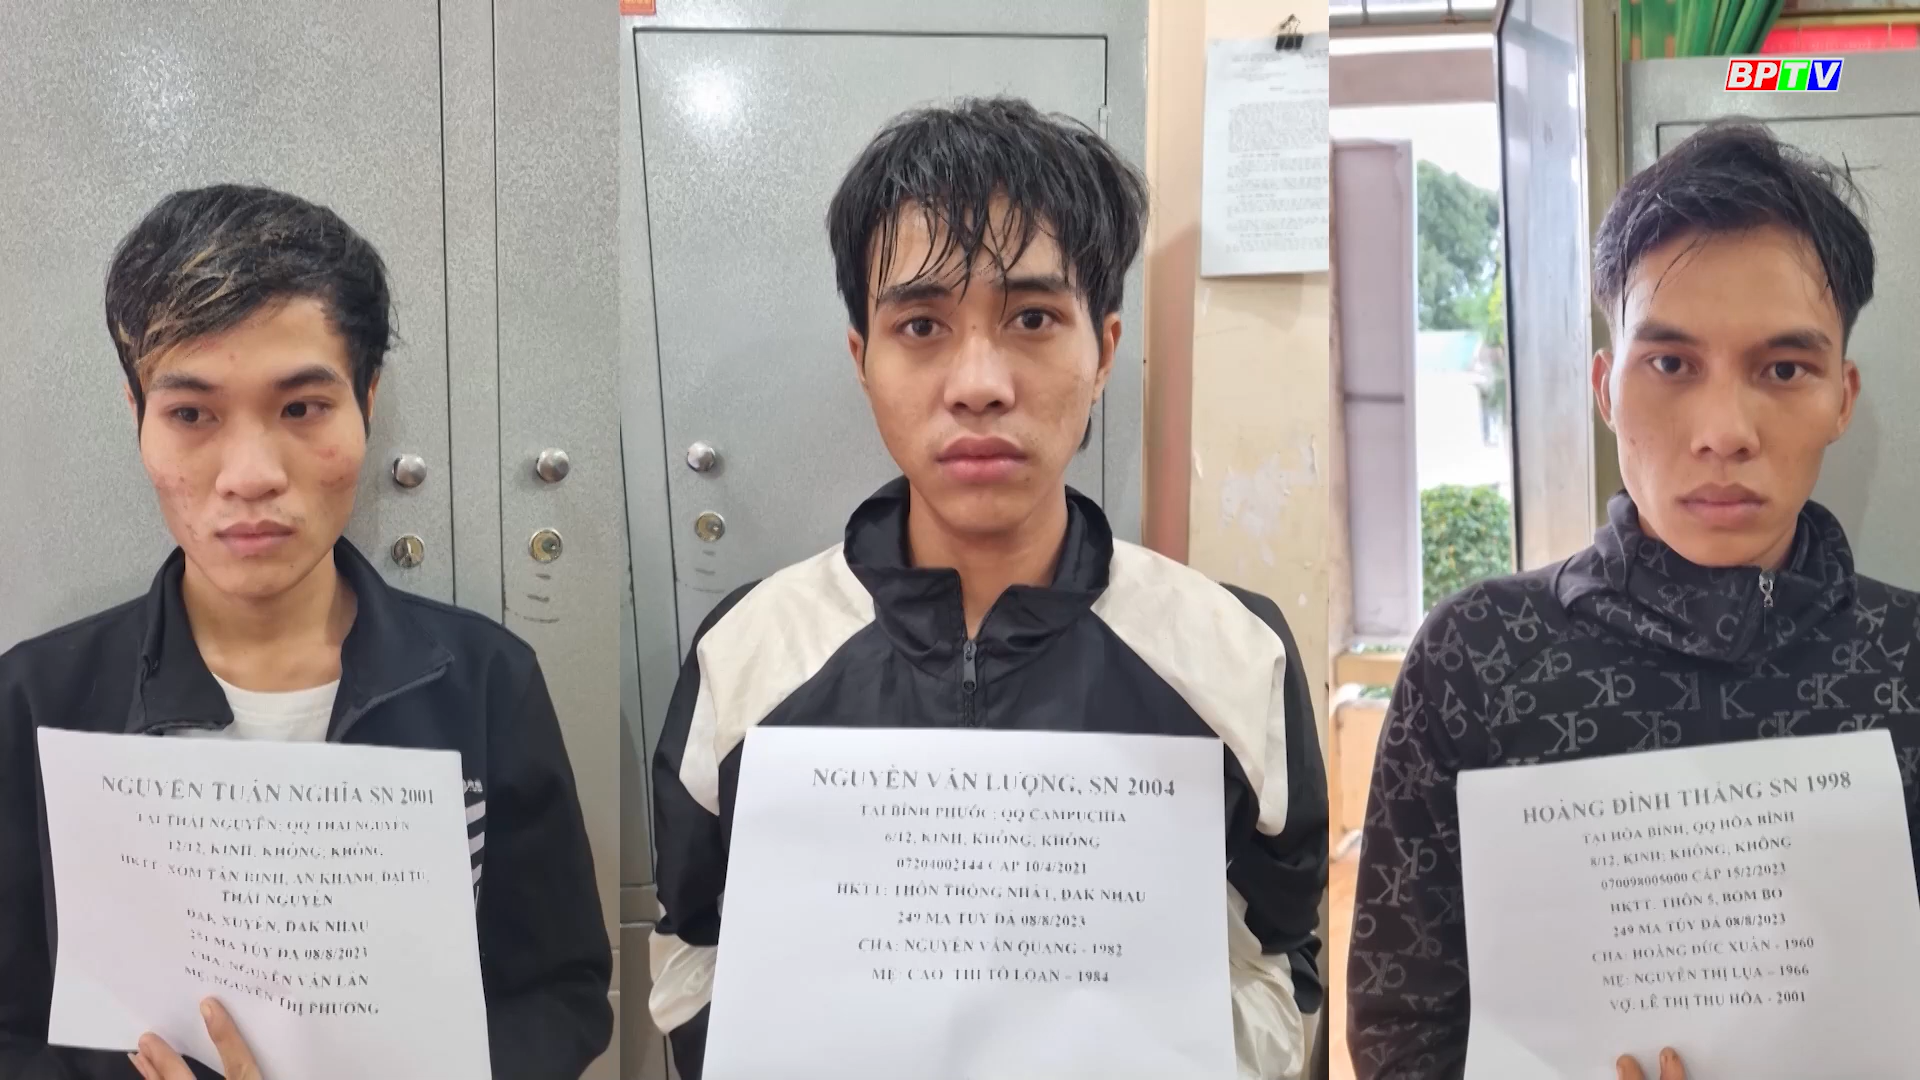 BPTV
NGUYỄN TUẤN NGHĨA SN 2001
TẠI THÁI NGUYÊN; QQ THÁI NGUYÊN
12/12, KINH, KHÔNG, KHÔNG,
HKTT: XÓM TÂN BÌNH, AN KHÁNH, ĐẠI TỪ,
THÁI NGUYÊN
ĐAK XUYÊN, ĐAK NHAU
MA TÚY ĐẢ 08/8/2023
CHA: NGUYỄN VĂN LÂN
MẸ: NGUYỄN THỊ PHƯƠNG
NGUYỄN VĂN LƯỢNG, SN 2004
TẠI BÌNH PHƯỚC ; QQ CAMPUCHIA
6/12, KINH, KHÔNG, KHÔNG
07204002144 CẤP 10/4/2021
HKTT: THÔN THỐNG NHẤT, ĐAK NHAU
249 MA TUY ĐẢ 08/8/2023
CHA: NGUYỄN VĂN QUANG - 1982
MẸ: CAO THỊ TỐ LOAN - 1984
HOÀNG ĐÌNH THẮNG SN 1998
TẠI HÒA BÌNH, QQ HÒA BÌNH
8/12, KINH; KHÔNG, KHÔNG
070098005000 CẤP 15/2/2023
HKTT: THÔN 5, BOM BO
249 MA TÚY ĐẢ 08/8/2023
CHA: HOÀNG ĐỨC XUÂN - 1960
MẸ: NGUYỄN THỊ LỤA - 1966
VỢ: LÊ THỊ THU HÒA - 2001